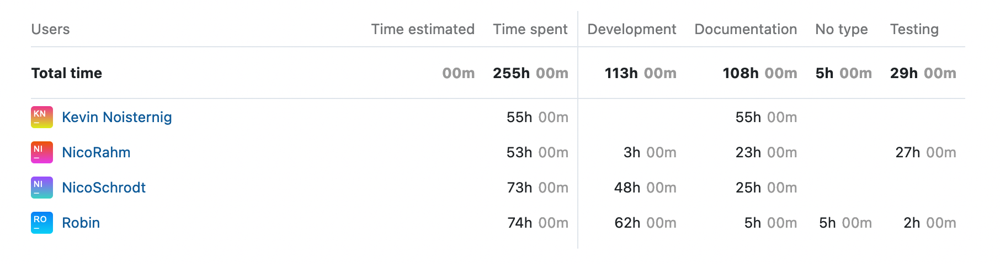 Users Time estimated Time spent Development Documentation No type Testing
Total time 00m 255h 00m 113h 00m 108h 00m 5h 00m 29h 00m
KN
– Kevin Noisternig 55h 00m 55h 00m
NI
– NicoRahm 53h 00m 3h 00m 23h 00m 27h 00m
NI
– NicoSchrodt 73h 00m 48h 00m 25h 00m
RO
– Robin 74h 00m 62h 00m 5h 00m 5h 00m 2h 00m